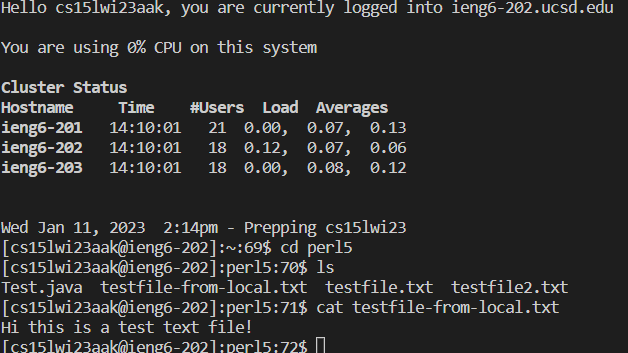 Hello cs15lwi23aak, you are currently logged into ieng6-202.ucsd.edu
You are using 0% CPU on this system
Cluster Status
Hostname     Time    #Users  Load  Averages
ieng6-201   14:10:01   21  0.00,  0.07,  0.13
ieng6-202   14:10:01   18  0.12,  0.07,  0.06
ieng6-203   14:10:01   18  0.00,  0.08,  0.12
Wed Jan 11, 2023  2:14pm - Prepping cs15lwi23
[cs15lwi23aak@ieng6-202]:~:69$ cd perl5
[cs15lwi23aak@ieng6-202]:perl5:70$ ls
Test.java  testfile-from-local.txt  testfile.txt  testfile2.txt
[cs15lwi23aak@ieng6-202]:perl5:71$ cat testfile-from-local.txt
Hi this is a test text file!
[cs15lwi23aak@ieng6-202]:perl5:72$